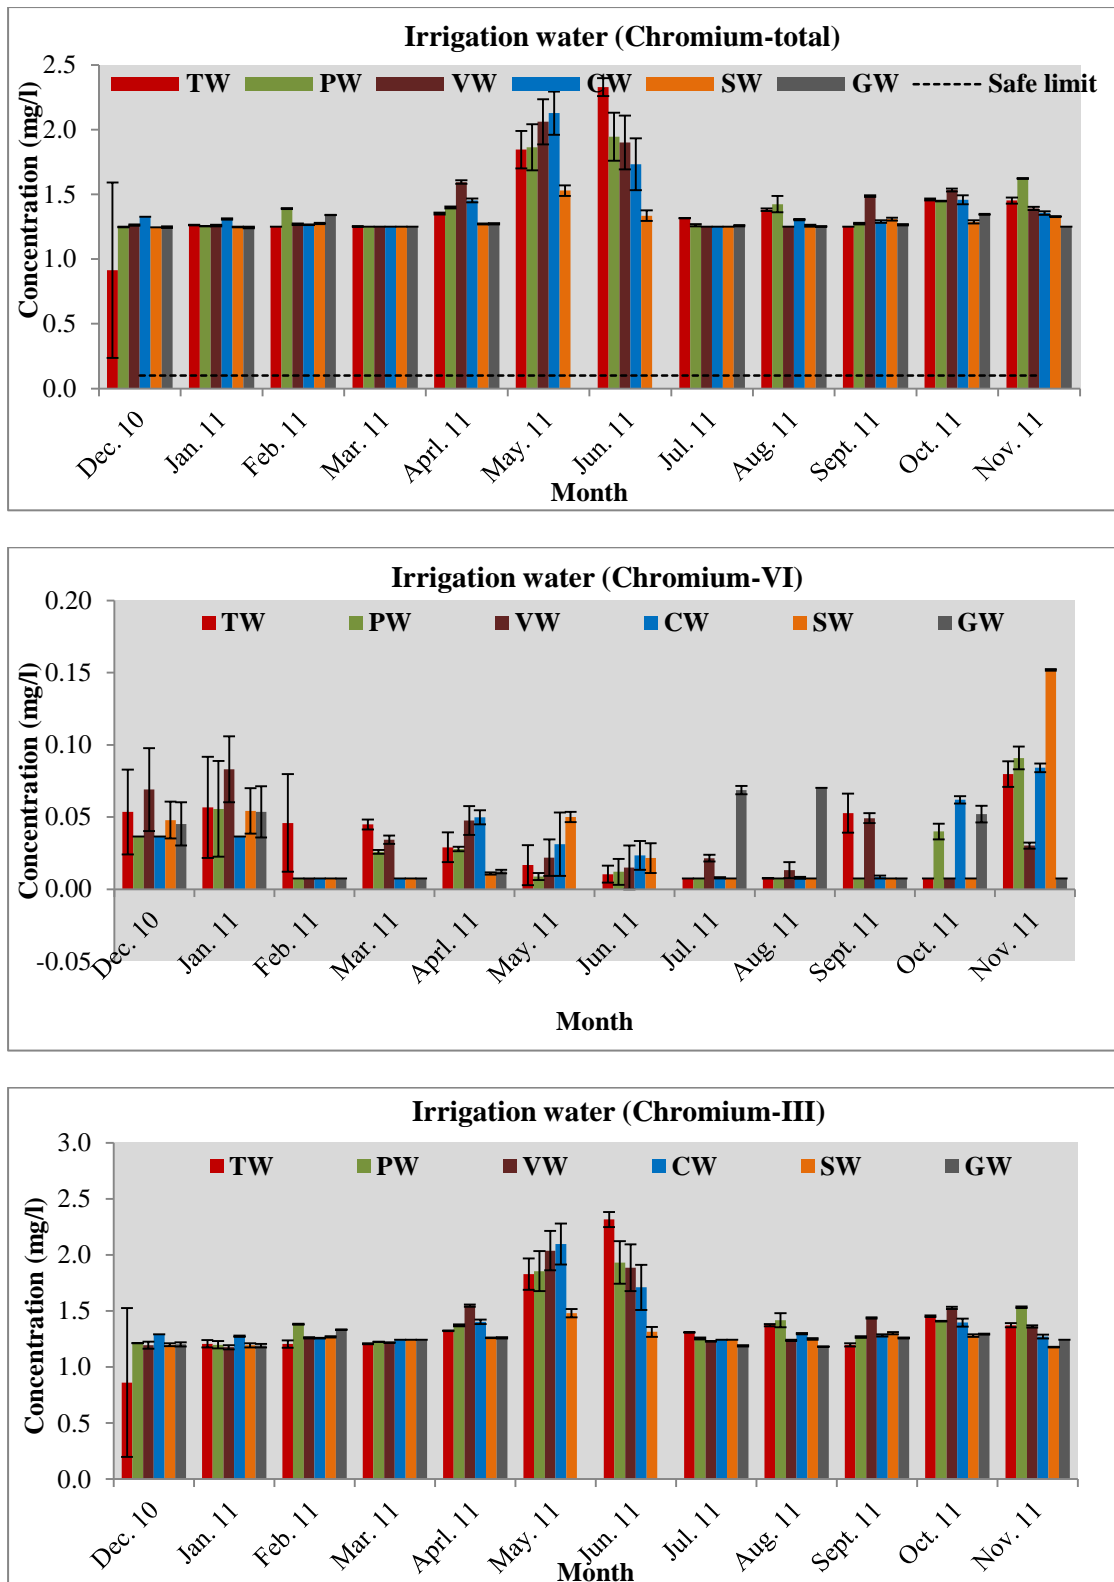 Irrigation water (Chromium-total)
2.5
TW PW VW CW SW GW Safe limit
2.0
1.5
1.0
0.5
0.0
Concentration (mg/l)
Dec. 10 Jan. 11 Feb. 11 Mar. 11 Aprl. 11 May. 11 Jun. 11 Jul. 11 Aug. 11 Sept. 11 Oct. 11 Nov. 11
Month
Irrigation water (Chromium-VI)
0.20
TW PW VW CW SW GW
0.15
0.10
0.05
0.00
-0.05
Concentration (mg/l)
Dec. 10 Jan. 11 Feb. 11 Mar. 11 Aprl. 11 May. 11 Jun. 11 Jul. 11 Aug. 11 Sept. 11 Oct. 11 Nov. 11
Month
Irrigation water (Chromium-III)
3.0
TW PW VW CW SW GW
2.5
2.0
1.5
1.0
0.5
0.0
Concentration (mg/l)
Dec. 10 Jan. 11 Feb. 11 Mar. 11 Aprl. 11 May. 11 Jun. 11 Jul. 11 Aug. 11 Sept. 11 Oct. 11 Nov. 11
Month